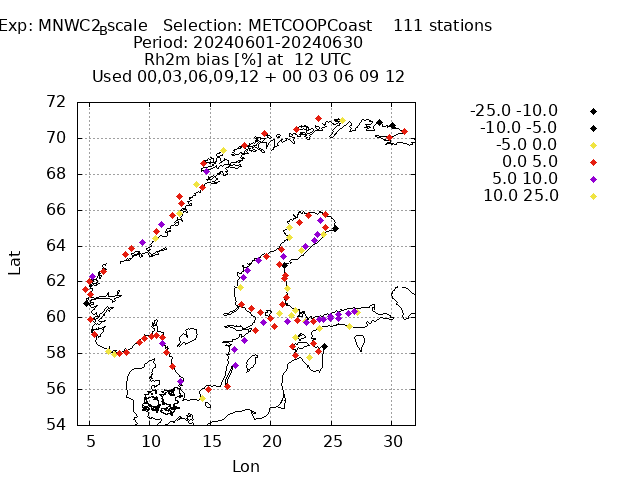 Exp: MNWC2_Bscale   Selection: METCOOPCoast    111 stations
Period: 20240601-20240630
Rh2m bias [%] at  12 UTC
Used 00,03,06,09,12 + 00 03 06 09 12
72
70
68
66
64
62
60
58
56
54
5 10 15 20 25 30
Lat
Lon
-25.0 -10.0
-10.0 -5.0
-5.0 0.0
0.0 5.0
5.0 10.0
10.0 25.0